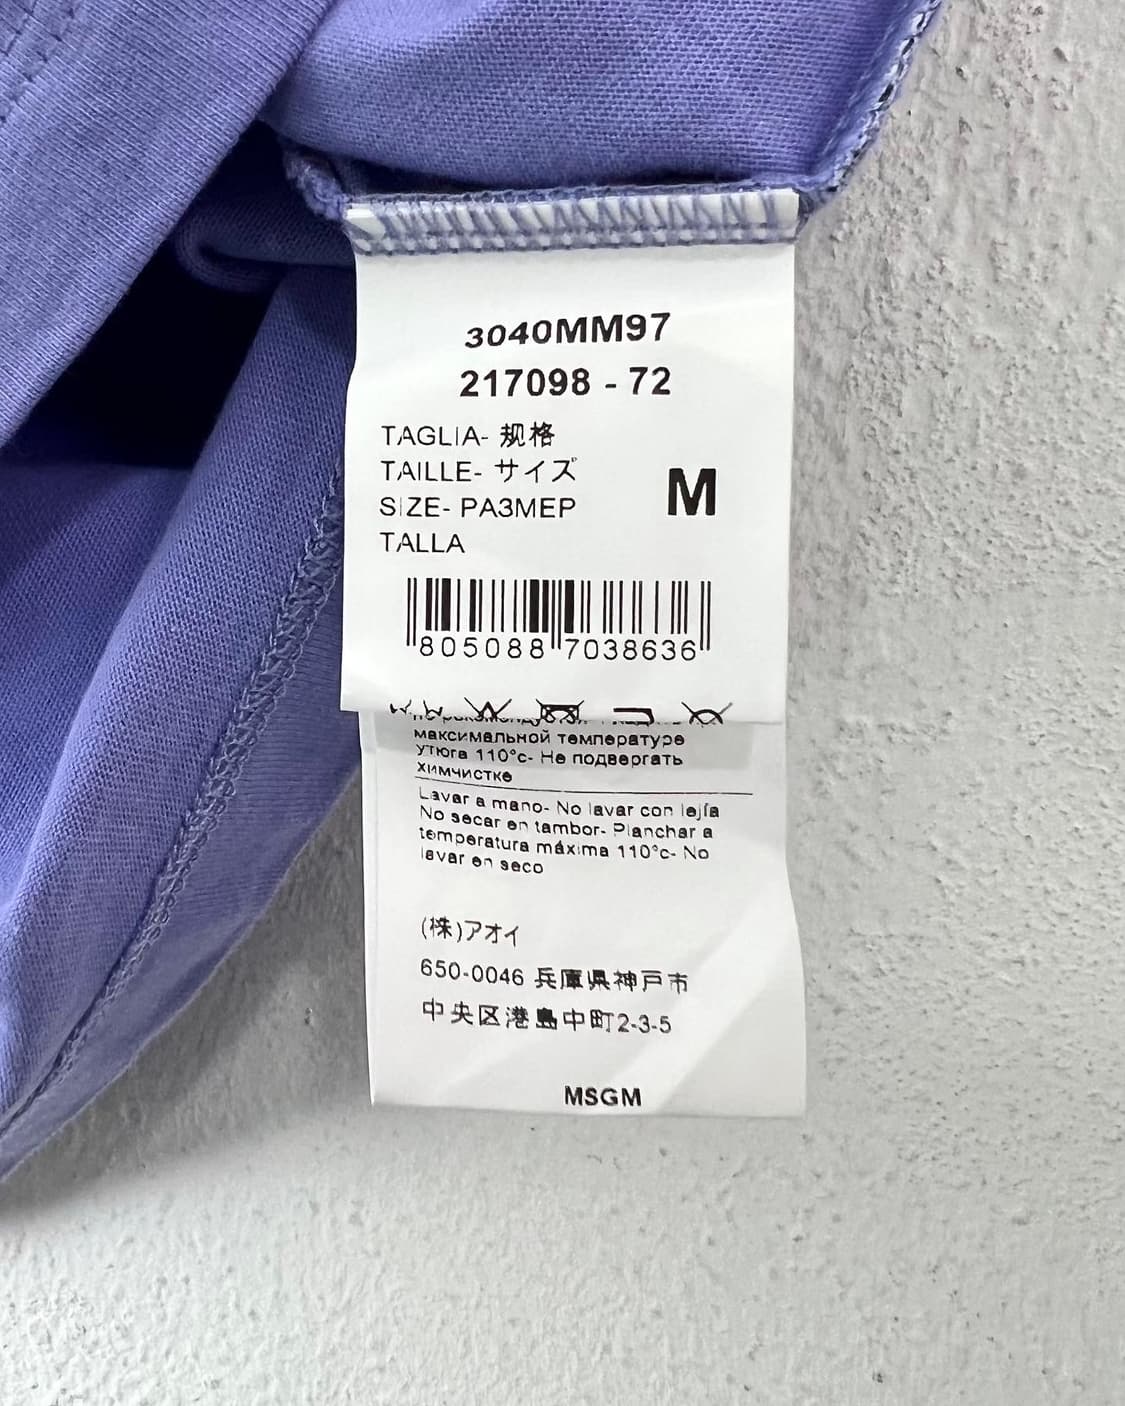 3040MM97
217098 - 72
TAGLIA- 规格
TAILLE- サイズ
SIZE- РАЗМЕР
TALLA
M
805088 7038636
максимальной температуре
утюга 110°с- Не подвергать
химчистке
Lavar a mano- No lavar con lejía
No secar en tambor- Planchar a
temperatura máxima 110°c- No
lavar en seco
(株)アオイ
650-0046 兵庫県神戸市
中央区港島中町2-3-5
MSGM